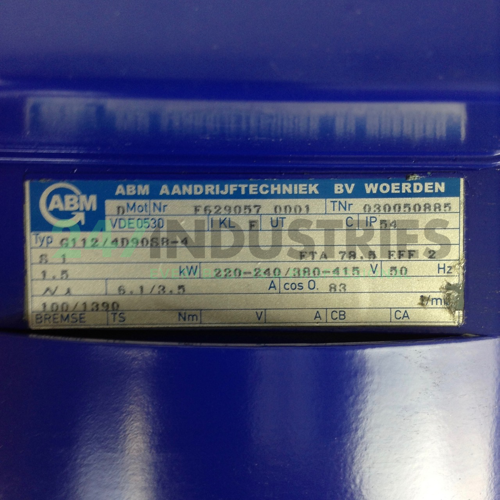 ABM
ABM AANDRIJFTECHNIEK BV WOERDEN
D Mot Nr F629057 0001 TNr 030050885
VDE0530 I KL F UT C IP 54
Typ G112/4D90SB-4
S 1 FTA 78.5 FFF 2
1.5 kW 220-240/380-415 V 50 Hz
6.1/3.5 A cos 0. 83
100/1390 1/min
BREMSE TS Nm V A CB CA
INDUSTRIES